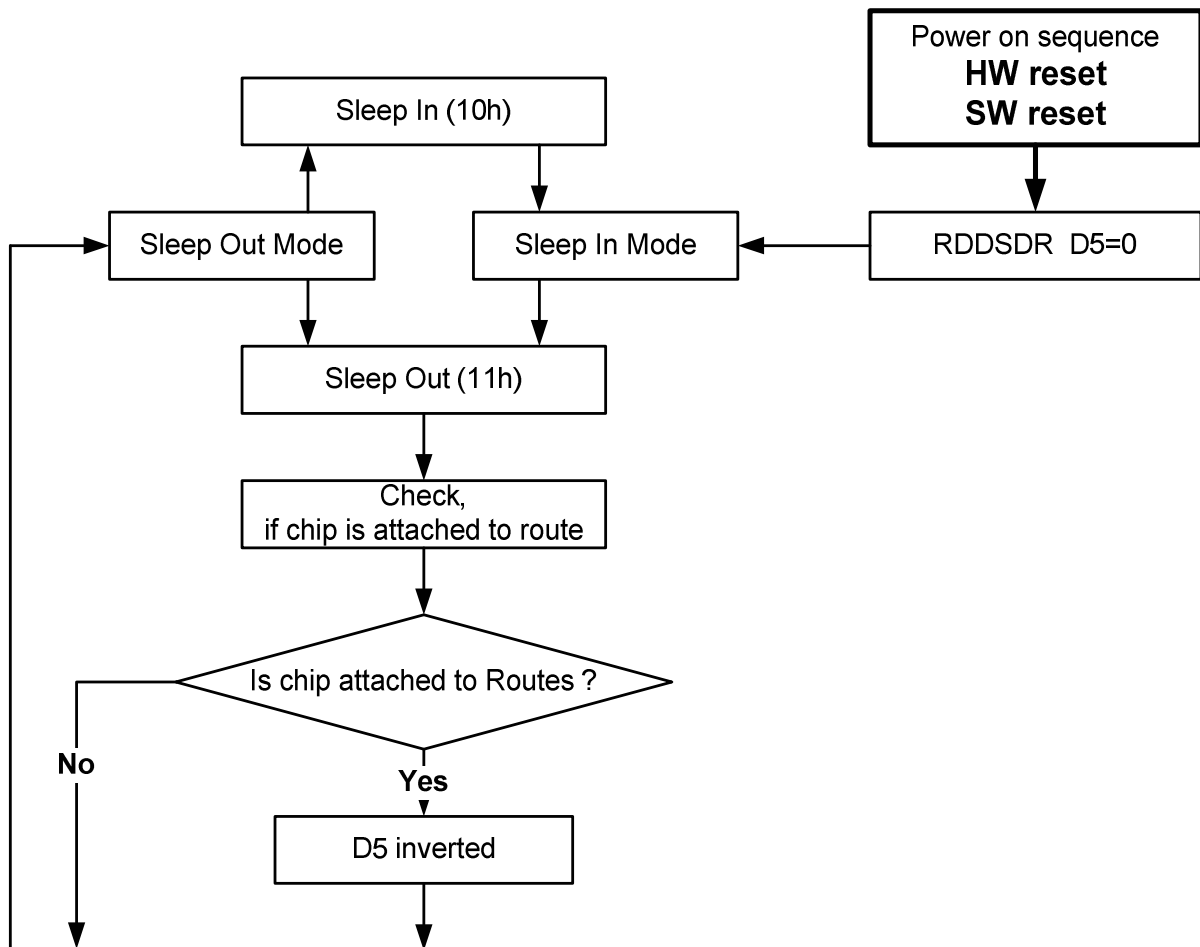 Power on sequence
HW reset
SW reset
Sleep In (10h)
Sleep Out Mode
Sleep In Mode
RDDSDR D5=0
Sleep Out (11h)
Check,
if chip is attached to route
Is chip attached to Routes ?
No
Yes
D5 inverted